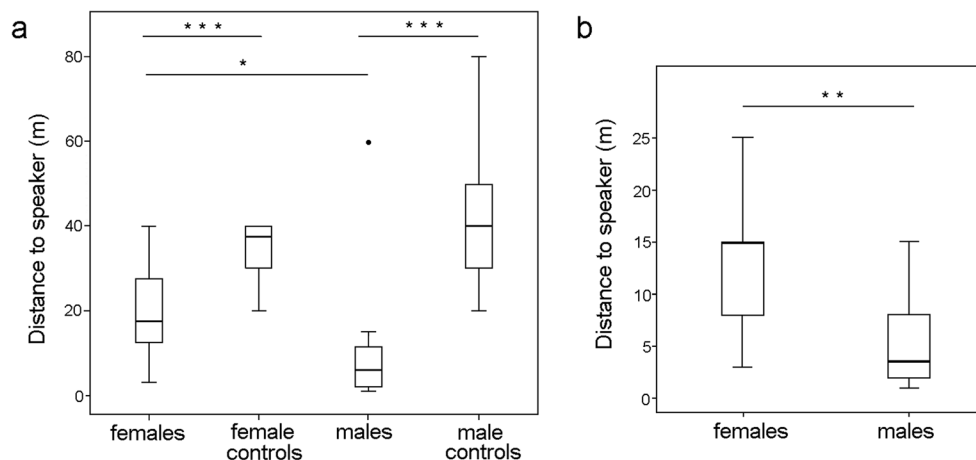 a
* * *
* * *
*
Distance to speaker (m)
80
60
40
20
0
females
female
controls
males
male
controls
b
* *
Distance to speaker (m)
25
20
15
10
5
0
females
males